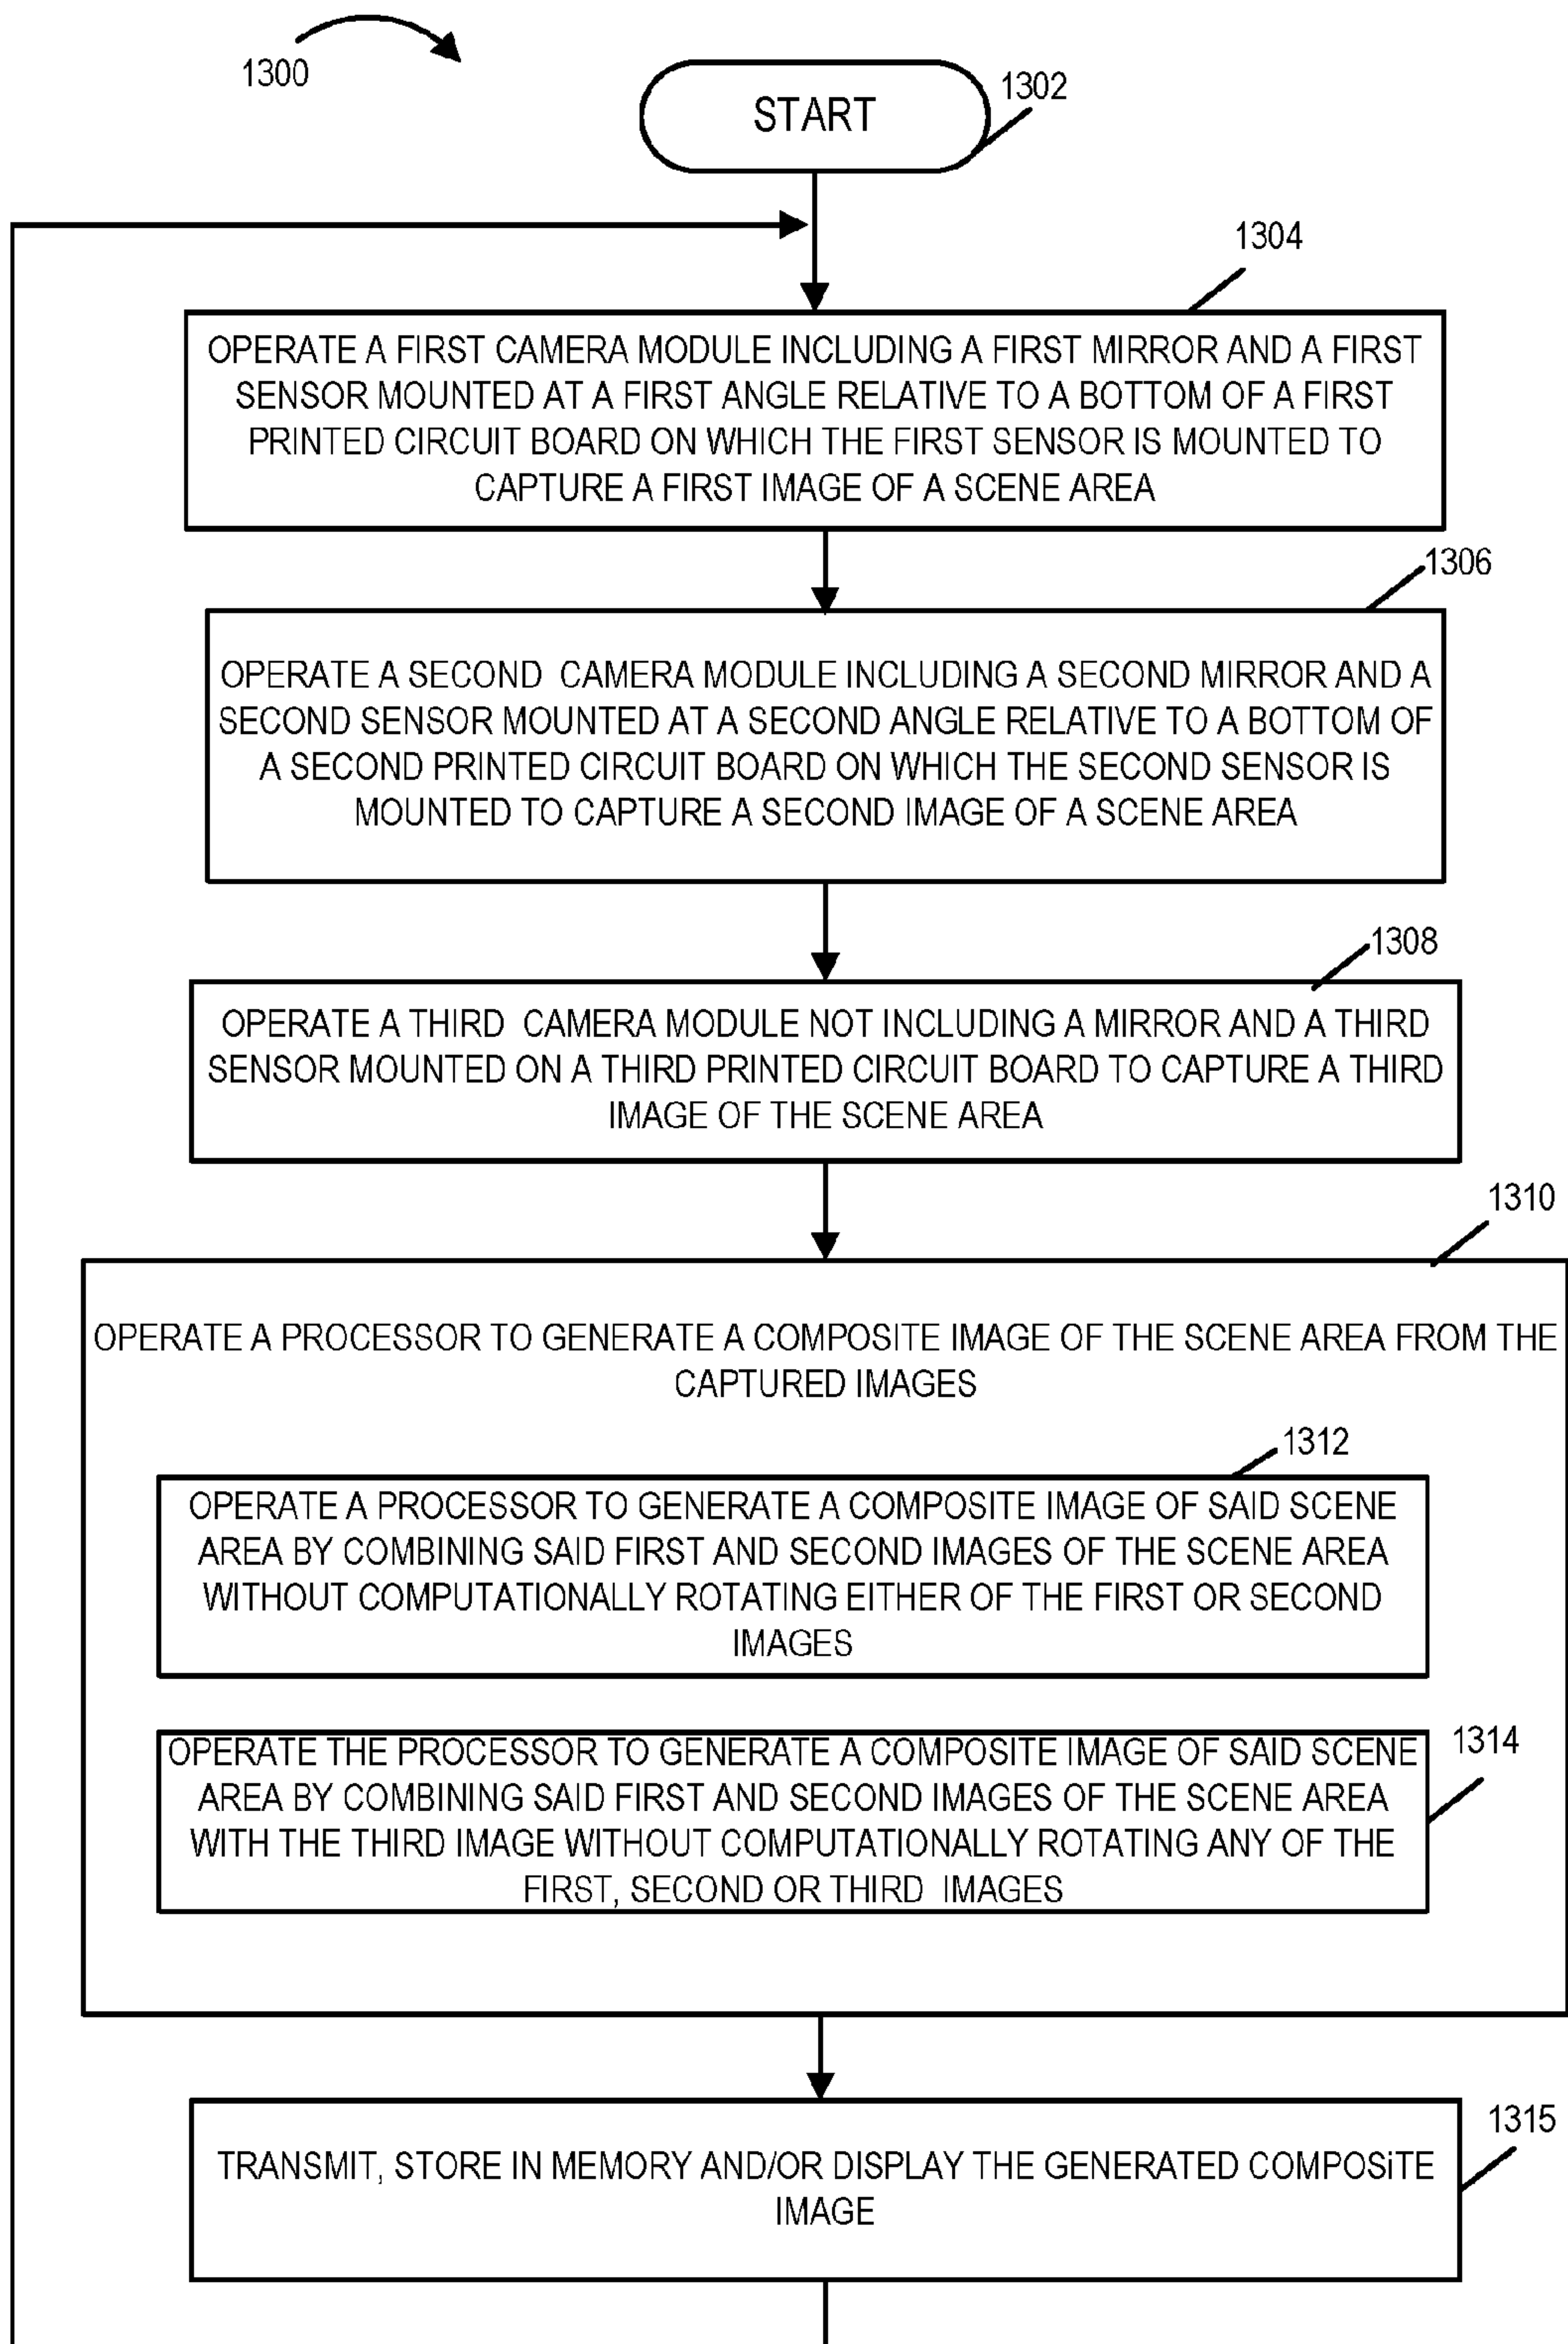 1300
START
1302
1304
OPERATE A FIRST CAMERA MODULE INCLUDING A FIRST MIRROR AND A FIRST
SENSOR MOUNTED AT A FIRST ANGLE RELATIVE TO A BOTTOM OF A FIRST
PRINTED CIRCUIT BOARD ON WHICH THE FIRST SENSOR IS MOUNTED TO
CAPTURE A FIRST IMAGE OF A SCENE AREA
1306
OPERATE A SECOND CAMERA MODULE INCLUDING A SECOND MIRROR AND A
SECOND SENSOR MOUNTED AT A SECOND ANGLE RELATIVE TO A BOTTOM OF
A SECOND PRINTED CIRCUIT BOARD ON WHICH THE SECOND SENSOR IS
MOUNTED TO CAPTURE A SECOND IMAGE OF A SCENE AREA
1308
OPERATE A THIRD CAMERA MODULE NOT INCLUDING A MIRROR AND A THIRD
SENSOR MOUNTED ON A THIRD PRINTED CIRCUIT BOARD TO CAPTURE A THIRD
IMAGE OF THE SCENE AREA
1310
OPERATE A PROCESSOR TO GENERATE A COMPOSITE IMAGE OF THE SCENE AREA FROM THE
CAPTURED IMAGES
1312
OPERATE A PROCESSOR TO GENERATE A COMPOSITE IMAGE OF SAID SCENE
AREA BY COMBINING SAID FIRST AND SECOND IMAGES OF THE SCENE AREA
WITHOUT COMPUTATIONALLY ROTATING EITHER OF THE FIRST OR SECOND
IMAGES
1314
OPERATE THE PROCESSOR TO GENERATE A COMPOSITE IMAGE OF SAID SCENE
AREA BY COMBINING SAID FIRST AND SECOND IMAGES OF THE SCENE AREA
WITH THE THIRD IMAGE WITHOUT COMPUTATIONALLY ROTATING ANY OF THE
FIRST, SECOND OR THIRD IMAGES
1315
TRANSMIT, STORE IN MEMORY AND/OR DISPLAY THE GENERATED COMPOSiTE
IMAGE